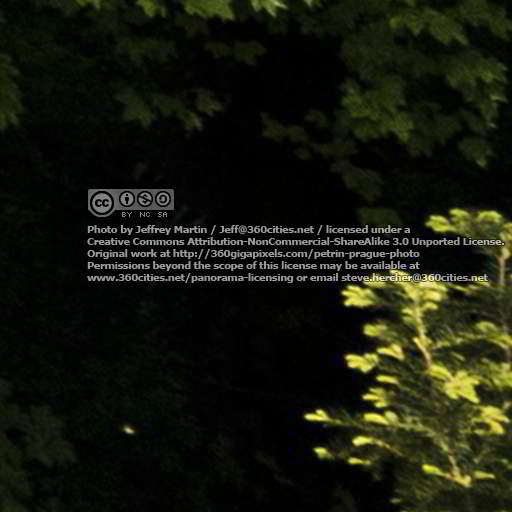 cc
BY NC SA
Photo by Jeffrey Martin / Jeff@360cities.net / licensed under a
Creative Commons Attribution-NonCommercial-ShareAlike 3.0 Unported License.
Original work at http://360gigapixels.com/petrin-prague-photo
Permissions beyond the scope of this license may be available at
www.360cities.net/panorama-licensing or email steve.hercher@360cities.net